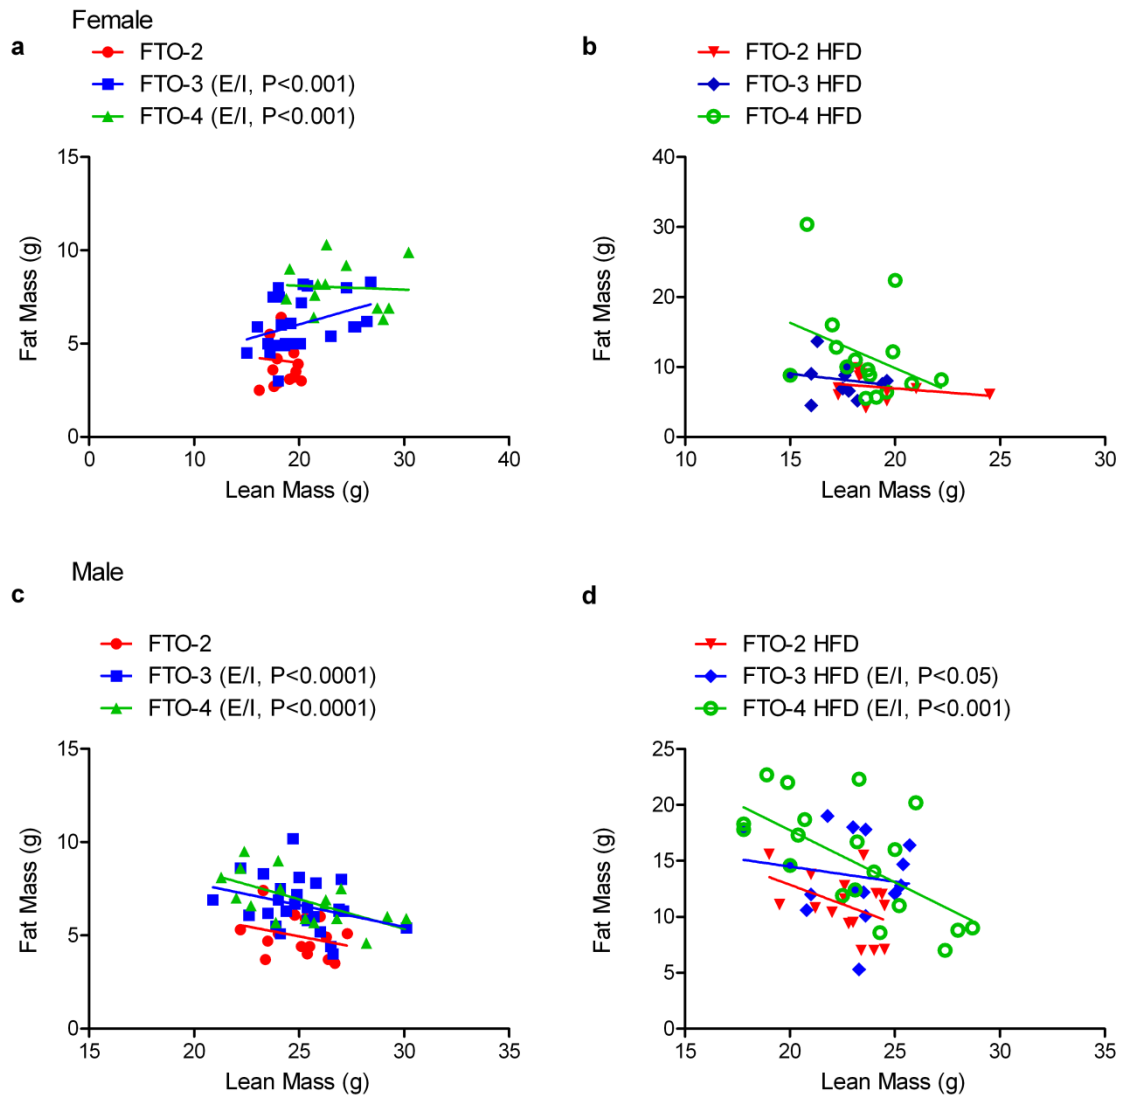 Female
a
FTO-2
FTO-3 (E/I, P<0.001)
FTO-4 (E/I, P<0.001)
15
10
5
0
Fat Mass (g)
0
10
20
30
40
Lean Mass (g)
b
FTO-2 HFD
FTO-3 HFD
FTO-4 HFD
40
30
20
10
0
Fat Mass (g)
10
15
20
25
30
Lean Mass (g)
Male
c
FTO-2
FTO-3 (E/I, P<0.0001)
FTO-4 (E/I, P<0.0001)
15
10
5
0
Fat Mass (g)
15
20
25
30
35
Lean Mass (g)
d
FTO-2 HFD
FTO-3 HFD (E/I, P<0.05)
FTO-4 HFD (E/I, P<0.001)
25
20
15
10
5
0
Fat Mass (g)
15
20
25
30
35
Lean Mass (g)